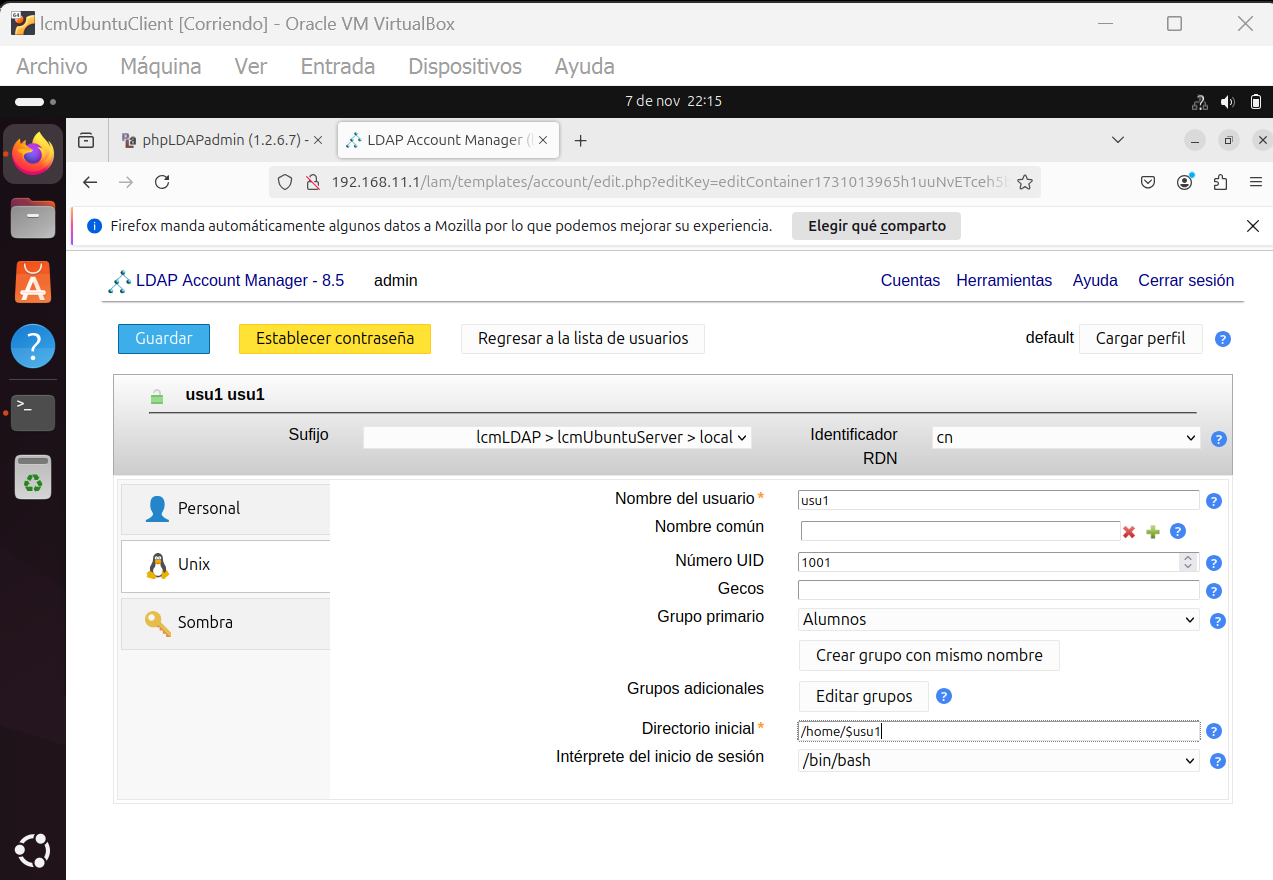 lcmUbuntuClient [Corriendo] - Oracle VM VirtualBox
Archivo Máquina Ver Entrada Dispositivos Ayuda
7 de nov 22:15
phpLDAPadmin (1.2.6.7) -
LDAP Account Manager (
192.168.11.1/lam/templates/account/edit.php?editKey=editContainer1731013965h1uuNvETceh5
Firefox manda automáticamente algunos datos a Mozilla por lo que podemos mejorar su experiencia. Elegir qué comparto
LDAP Account Manager - 8.5 admin Cuentas Herramientas Ayuda Cerrar sesión
Guardar Establecer contraseña Regresar a la lista de usuarios default Cargar perfil ?
usu1 usu1
Sufijo lcmLDAP > lcmUbuntuServer > local Identificador RDN cn ?
Personal
Unix
Sombra
Nombre del usuario* usu1 ?
Nombre común ?
Número UID 1001 ?
Gecos ?
Grupo primario Alumnos ?
Crear grupo con mismo nombre
Grupos adicionales Editar grupos ?
Directorio inicial* /home/$usu1 ?
Intérprete del inicio de sesión /bin/bash ?